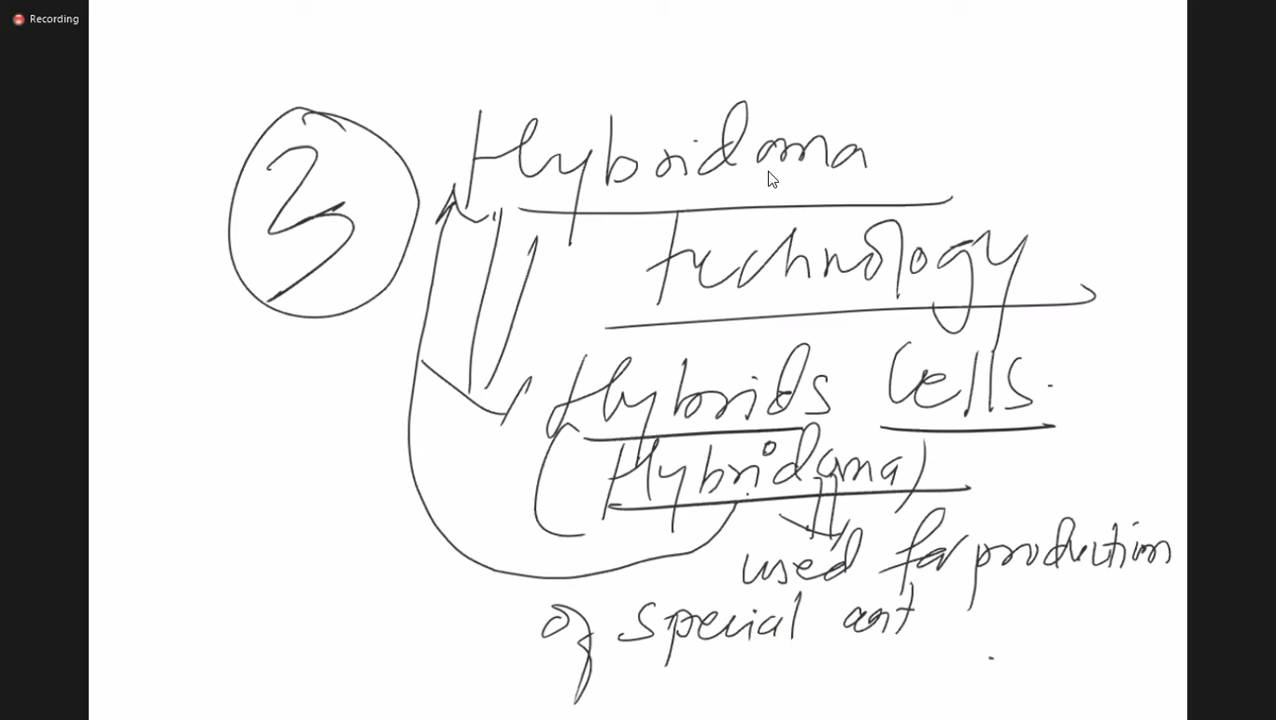 Recording
3 Hybridoma
technology
Hybrids Cells.
(Hybridoma)
used for production
of special ant